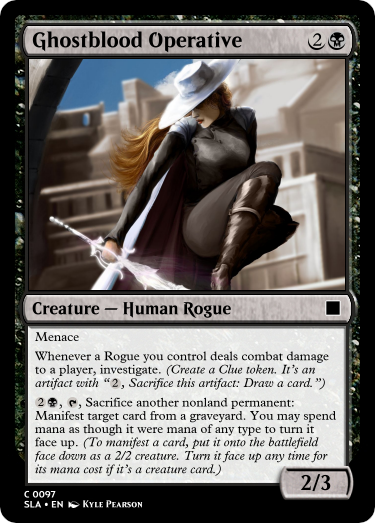 Ghostblood Operative 2
Creature — Human Rogue
Menace
Whenever a Rogue you control deals combat damage
to a player, investigate. (Create a Clue token. It's an
artifact with “2, Sacrifice this artifact: Draw a card.”)
2, , Sacrifice another nonland permanent:
Manifest target card from a graveyard. You may spend
mana as though it were mana of any type to turn it
face up. (To manifest a card, put it onto the battlefield
face down as a 2/2 creature. Turn it face up any time for
its mana cost if it's a creature card.)
2/3
C 0097
SLA • EN Kyle Pearson